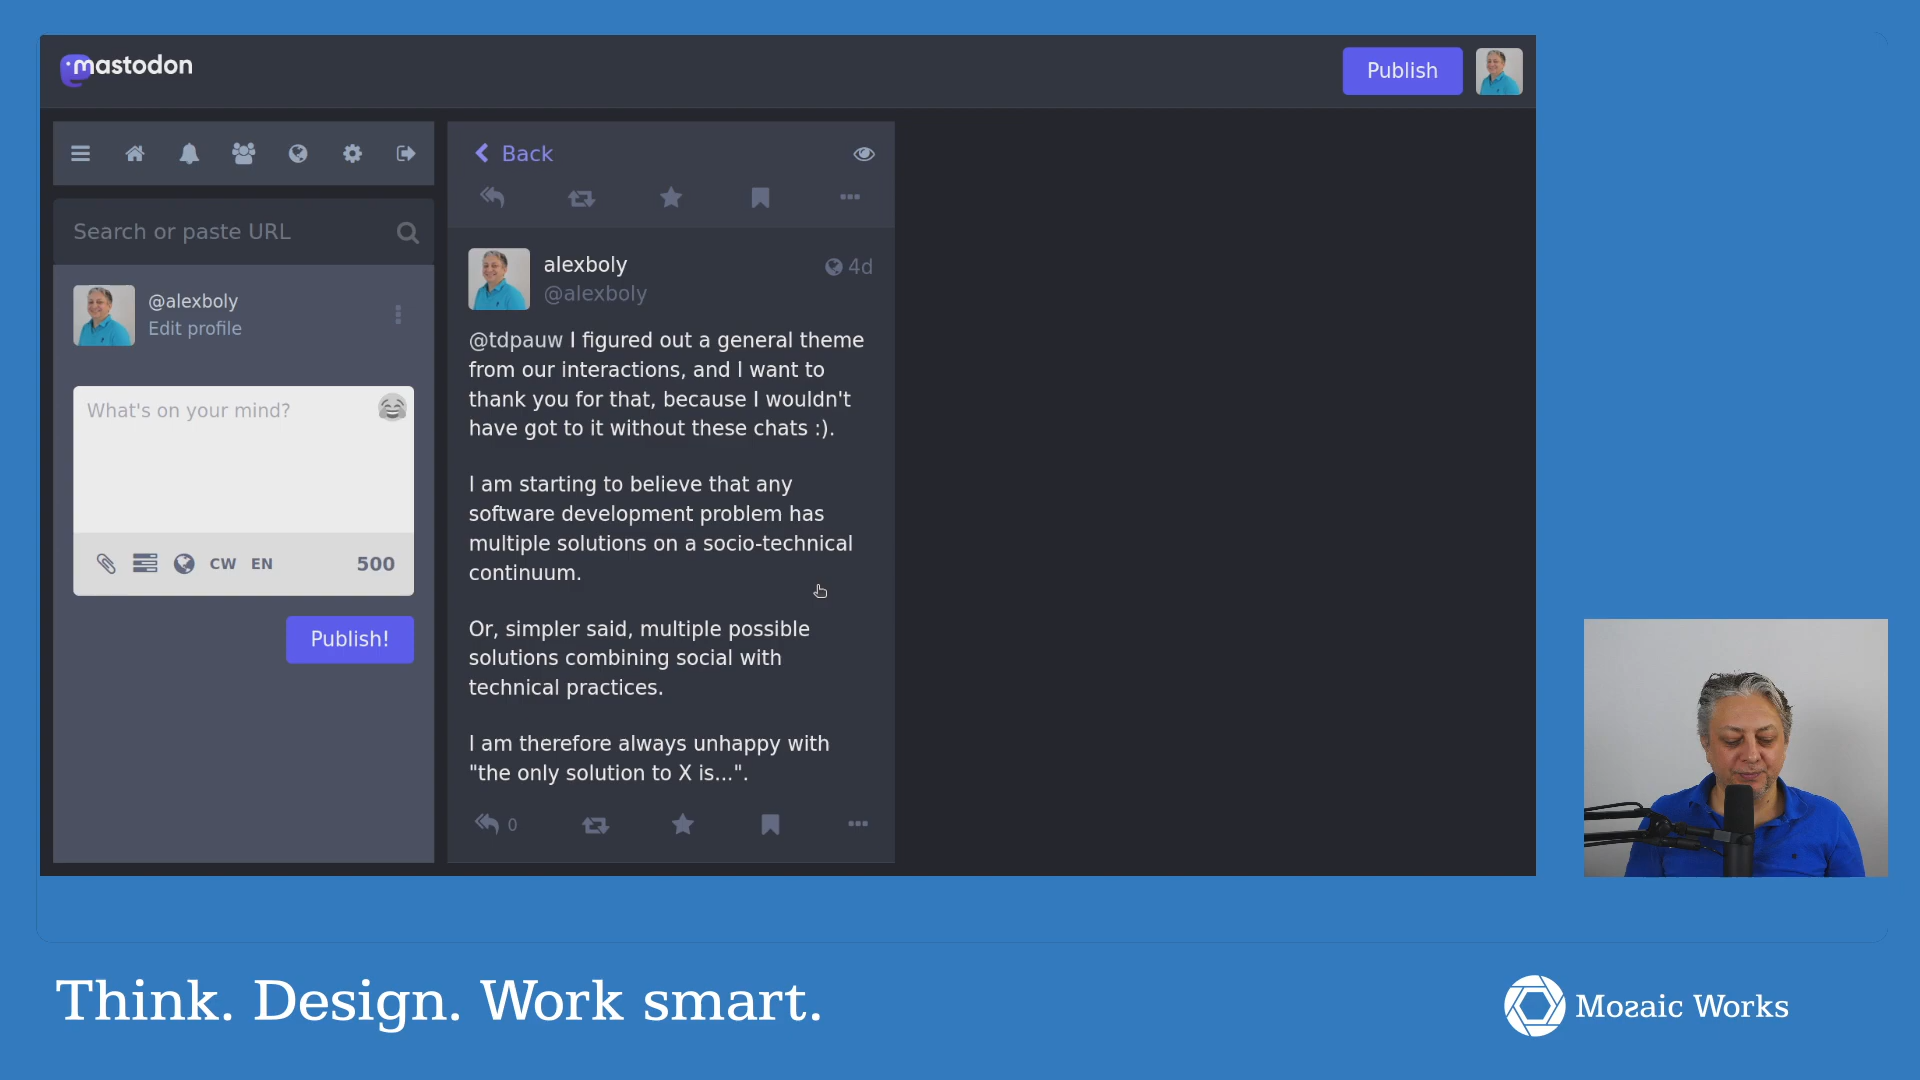 mastodon
Publish
Back
Search or paste URL
@alexboly
Edit profile
What's on your mind?
CW EN 500
Publish!
alexboly
4d
@alexboly
@tdpauw I figured out a general theme
from our interactions, and I want to
thank you for that, because I wouldn't
have got to it without these chats :).
I am starting to believe that any
software development problem has
multiple solutions on a socio-technical
continuum.
Or, simpler said, multiple possible
solutions combining social with
technical practices.
I am therefore always unhappy with
"the only solution to X is...".
0
Think. Design. Work smart.
Mozaic Works